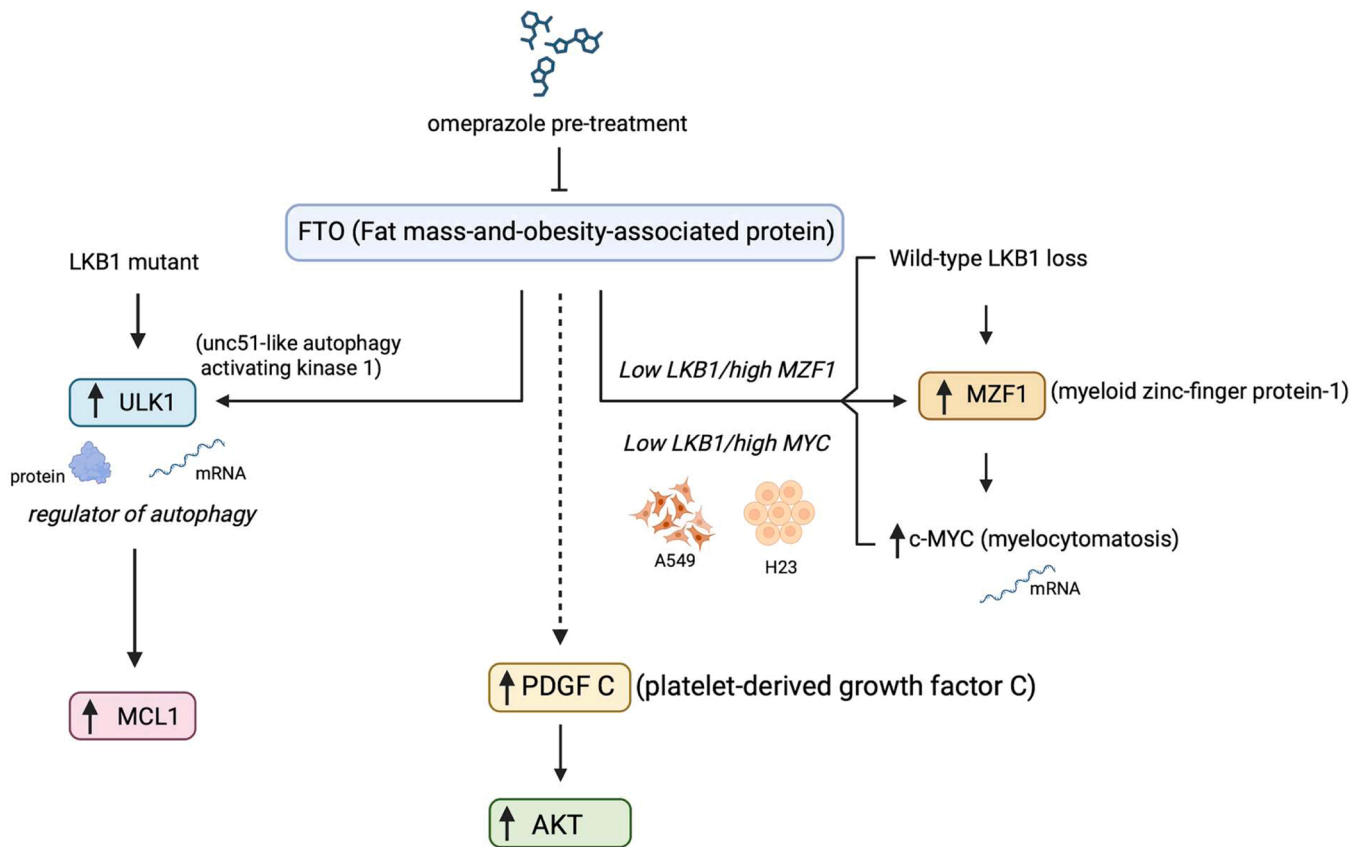 omeprazole pre-treatment
FTO (Fat mass-and-obesity-associated protein)
LKB1 mutant
(unc51-like autophagy
activating kinase 1)
ULK1
protein
mRNA
regulator of autophagy
MCL1
Wild-type LKB1 loss
Low LKB1/high MZF1
MZF1
(myeloid zinc-finger protein-1)
Low LKB1/high MYC
A549
H23
c-MYC (myelocytomatosis)
mRNA
PDGF C (platelet-derived growth factor C)
AKT